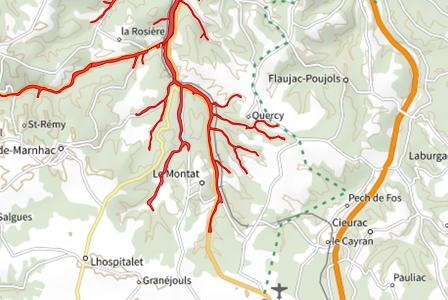 la Rosière
Flaujac-Poujols
Quercy
St-Rémy
de-Marnhac
Labarga
Le Montat
Pech de Fos
Salgues
Cieurac
le Cayran
Lhospitalet
Granéjouls
Pauliac